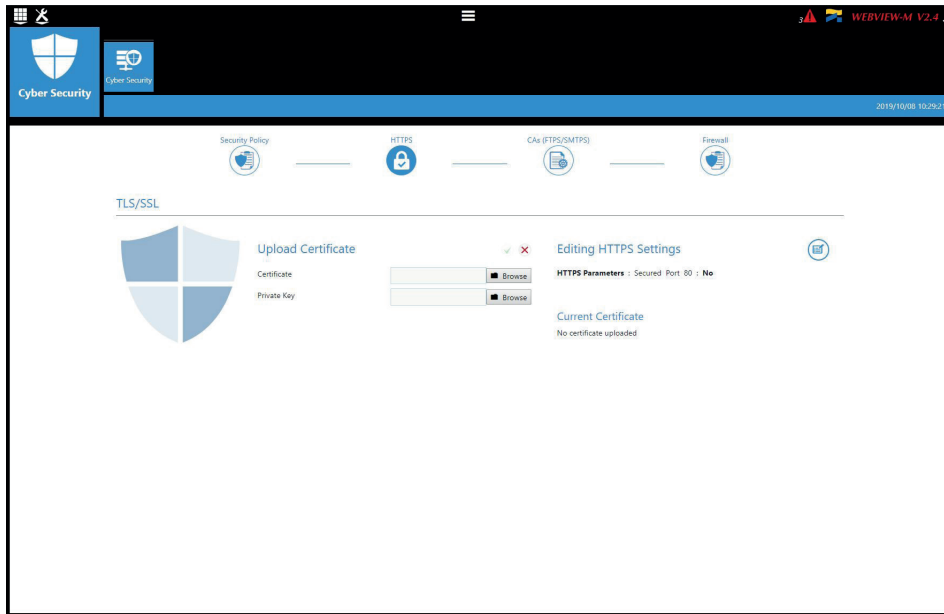 3 WEBVIEW-M V2.4
Cyber Security
Cyber Security
2019/10/08 10:29:21
Security Policy HTTPS CAs (FTPS/SMTPS) Firewall
TLS/SSL
Upload Certificate
Certificate Browse
Private Key Browse
Editing HTTPS Settings
HTTPS Parameters : Secured Port 80 : No
Current Certificate
No certificate uploaded